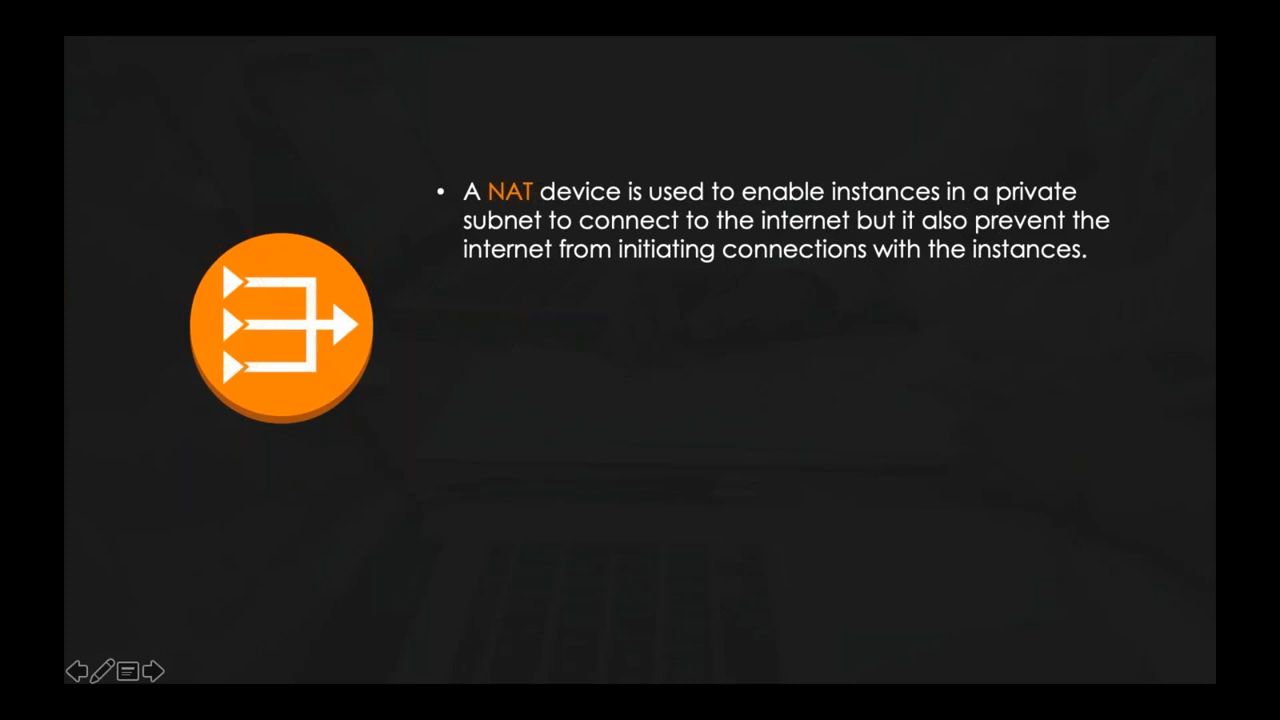 • A NAT device is used to enable instances in a private
subnet to connect to the internet but it also prevent the
internet from initiating connections with the instances.